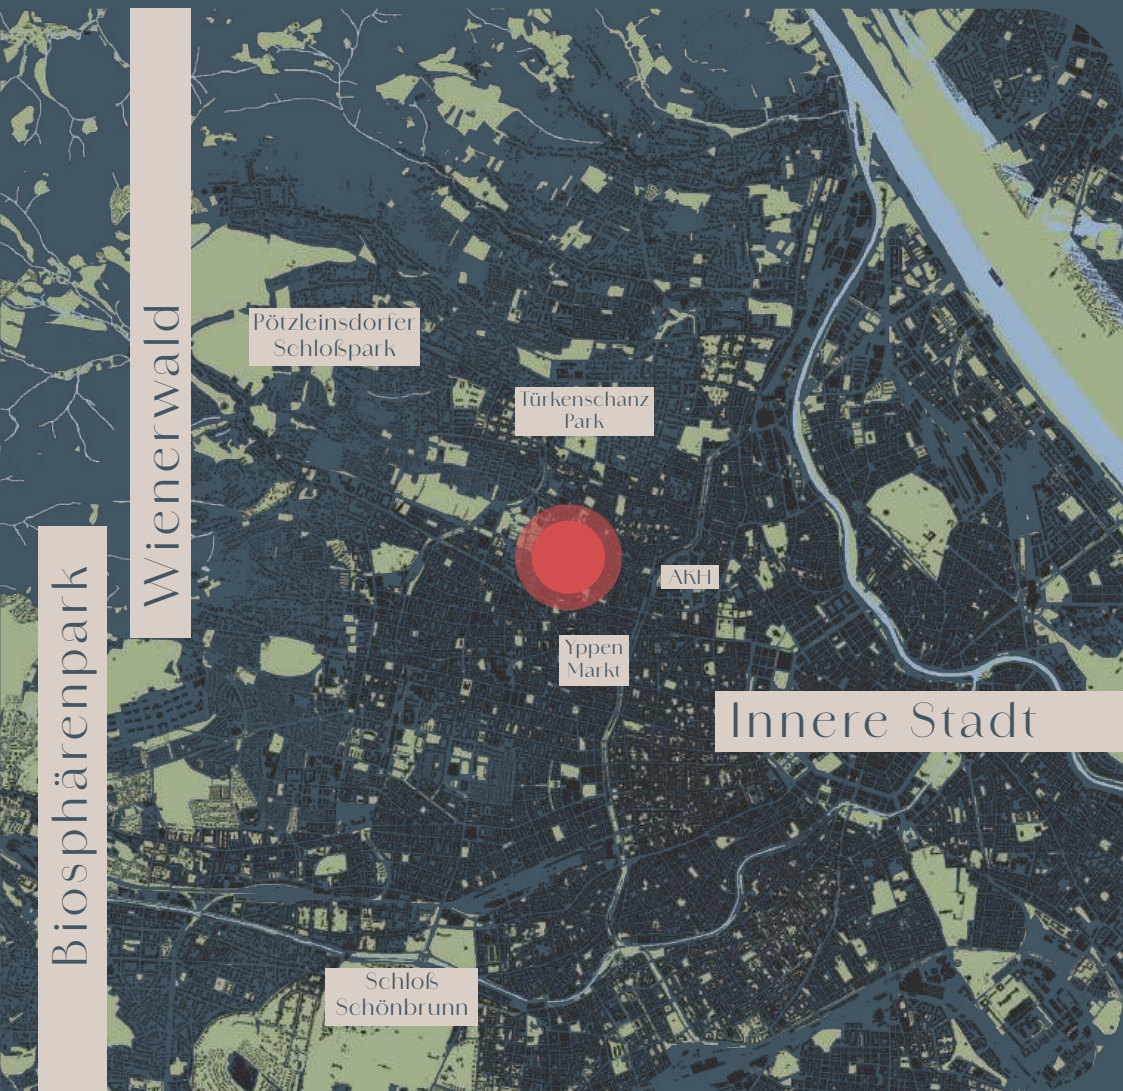 Wienerwald
Pötzleinsdorfer
Schloßpark
Türkenschanz
Park
AKH
Yppen
Markt
Innere Stadt
Biosphärenpark
Schloß
Schönbrunn